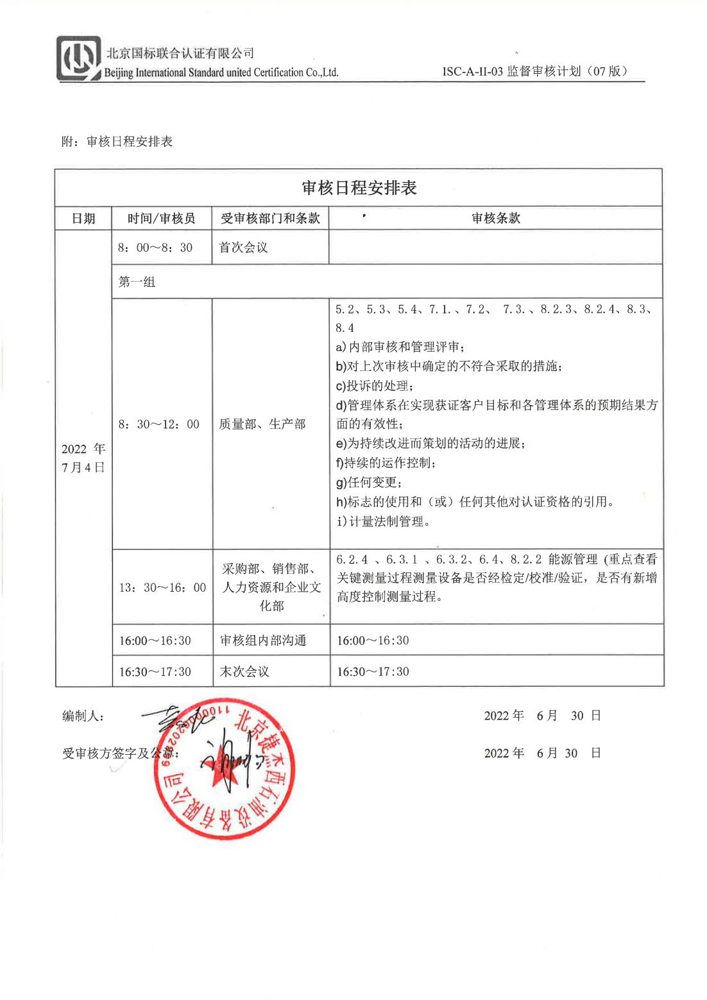 北京国标联合认证有限公司
Beijing International Standard united Certification Co.,Ltd.
ISC-A-II-03 监督审核计划（07 版）
附：审核日程安排表
审核日程安排表
日期
时间/审核员
受审核部门和条款
审核条款
2022 年
7月4日
8：00～8：30
首次会议
第一组
8：30～12：00
质量部、生产部
5.2、5.3、5.4、7.1.、7.2、 7.3.、8.2.3、8.2.4、8.3、
8.4
a)内部审核和管理评审；
b)对上次审核中确定的不符合采取的措施；
c)投诉的处理；
d)管理体系在实现获证客户目标和各管理体系的预期结果方
面的有效性；
e)为持续改进而策划的活动的进展；
f)持续的运作控制；
g)任何变更；
h)标志的使用和（或）任何其他对认证资格的引用。
i)计量法制管理。
13：30～16：00
采购部、销售部、
人力资源和企业文
化部
6.2.4 、6.3.1 、6.3.2、6.4、8.2.2 能源管理 (重点查看
关键测量过程测量设备是否经检定/校准/验证，是否有新增
高度控制测量过程。
16:00～16:30
审核组内部沟通
16:00～16:30
16:30～17:30
末次会议
16:30～17:30
编制人：
2022 年 6 月 30 日
受审核方签字及公章：
2022 年 6 月 30 日
北京捷杰西石油设备有限公司